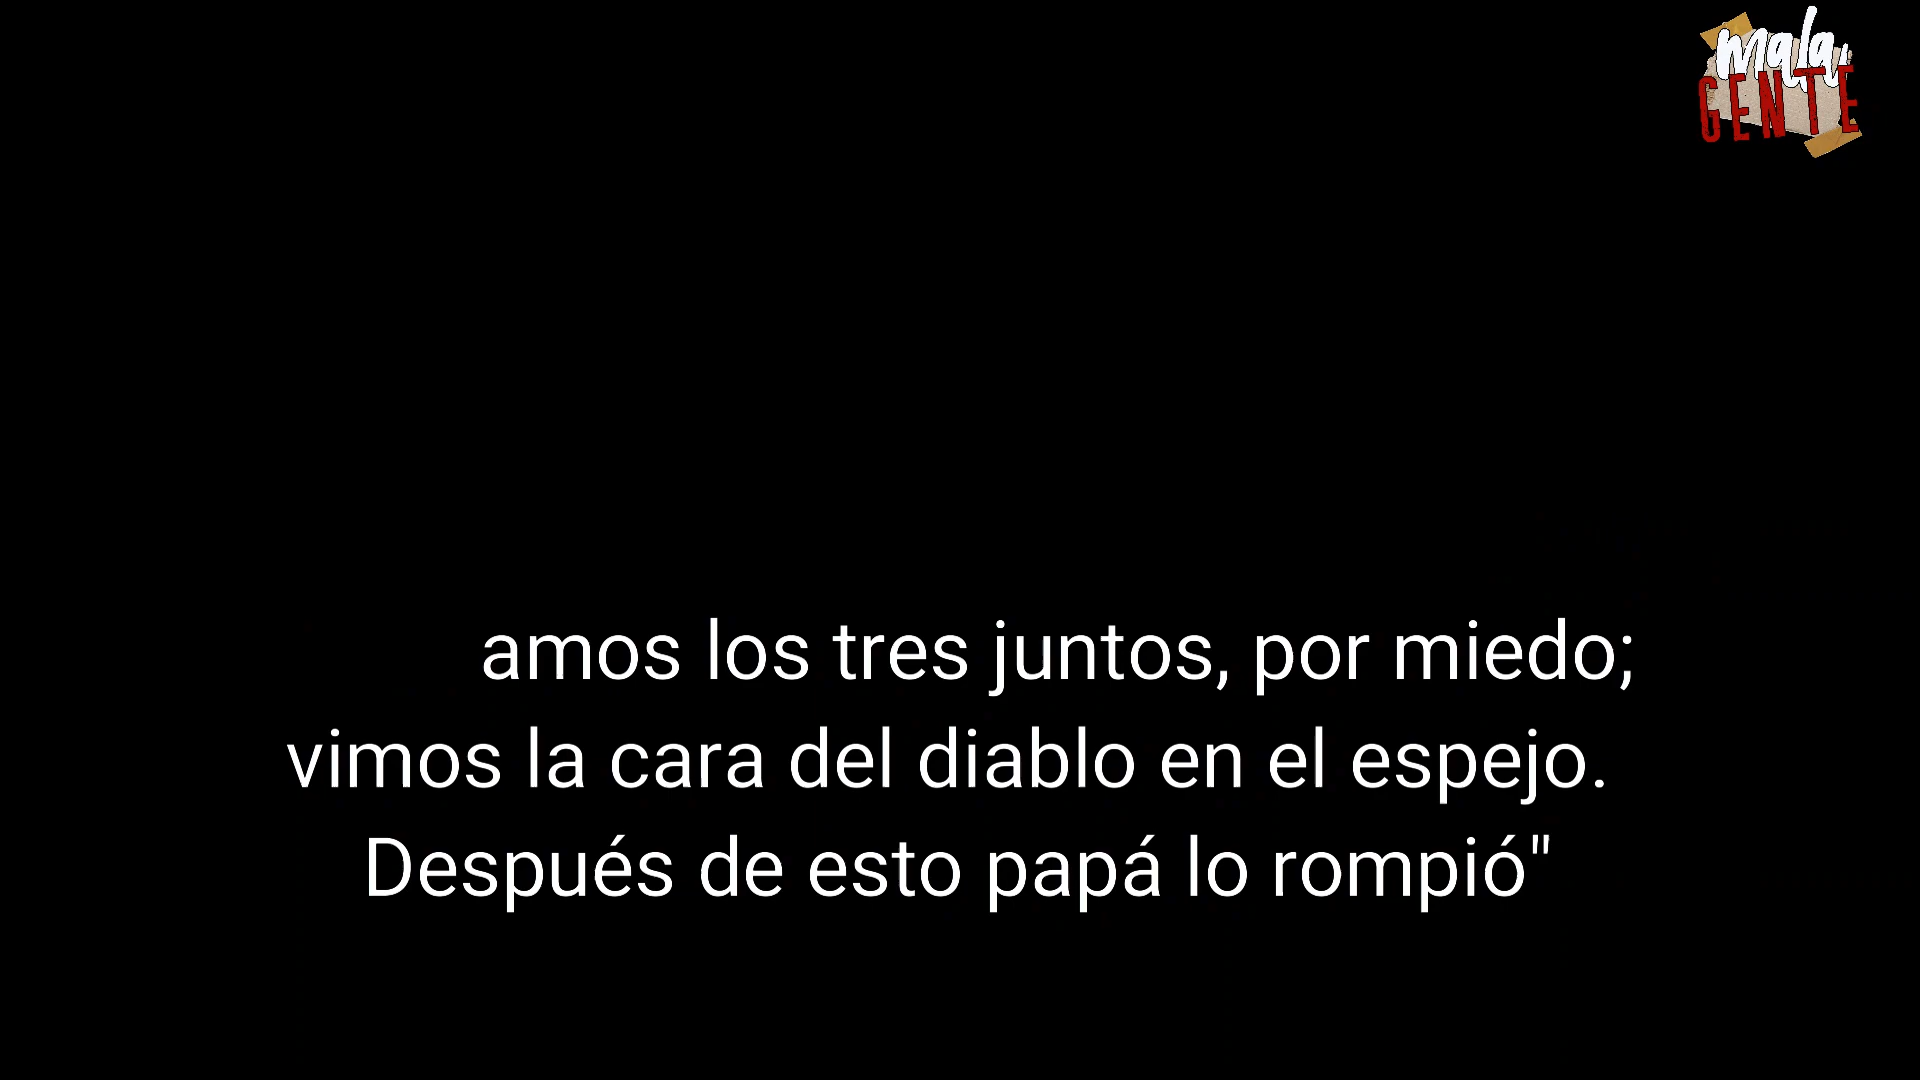 mala
GENTE
amos los tres juntos, por miedo;
vimos la cara del diablo en el espejo.
Después de esto papá lo rompió"